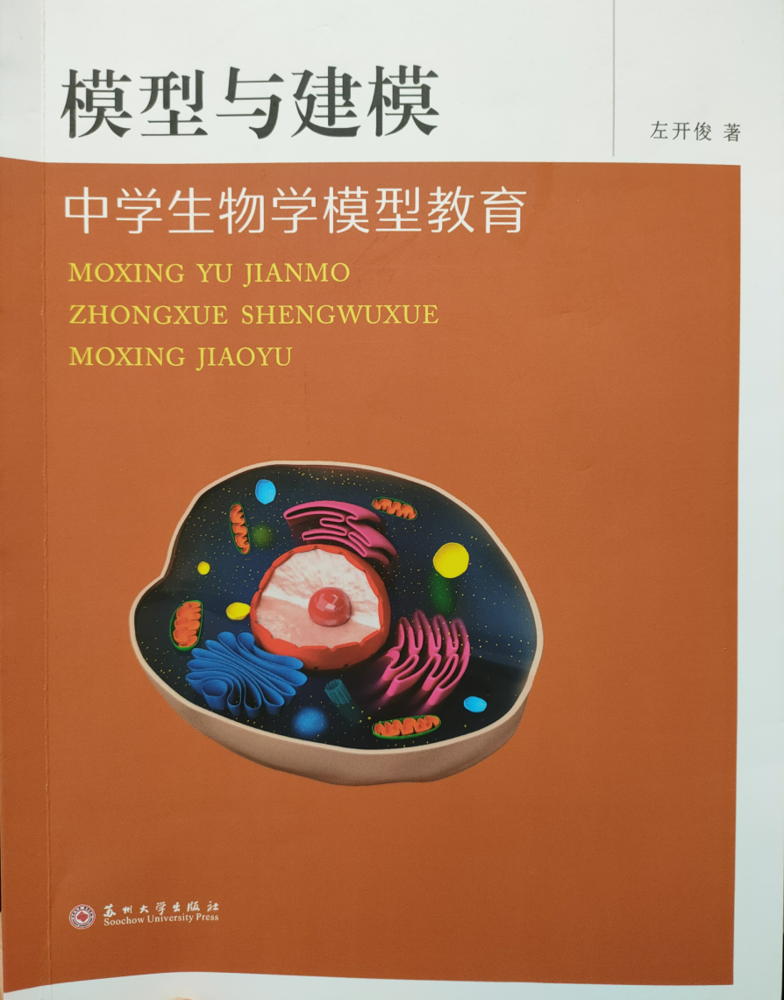 模型与建模
左开俊 著
中学生物学模型教育
MOXING YU JIANMO
ZHONGXUE SHENGWUXUE
MOXING JIAOYU
苏州大学出版社
Soochow University Press